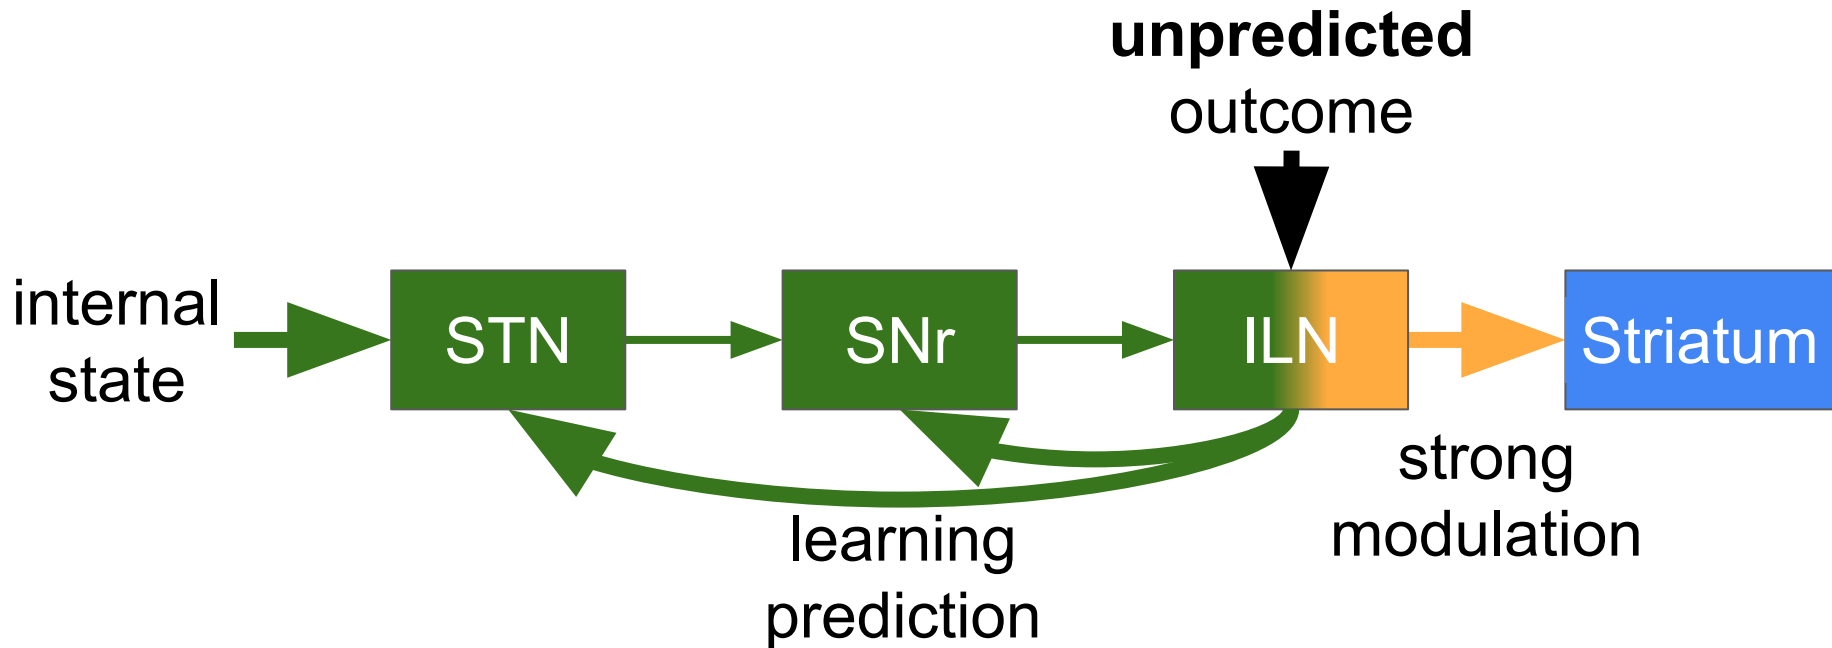 unpredicted
outcome
internal
state
STN
SNr
ILN
Striatum
strong
modulation
learning
prediction